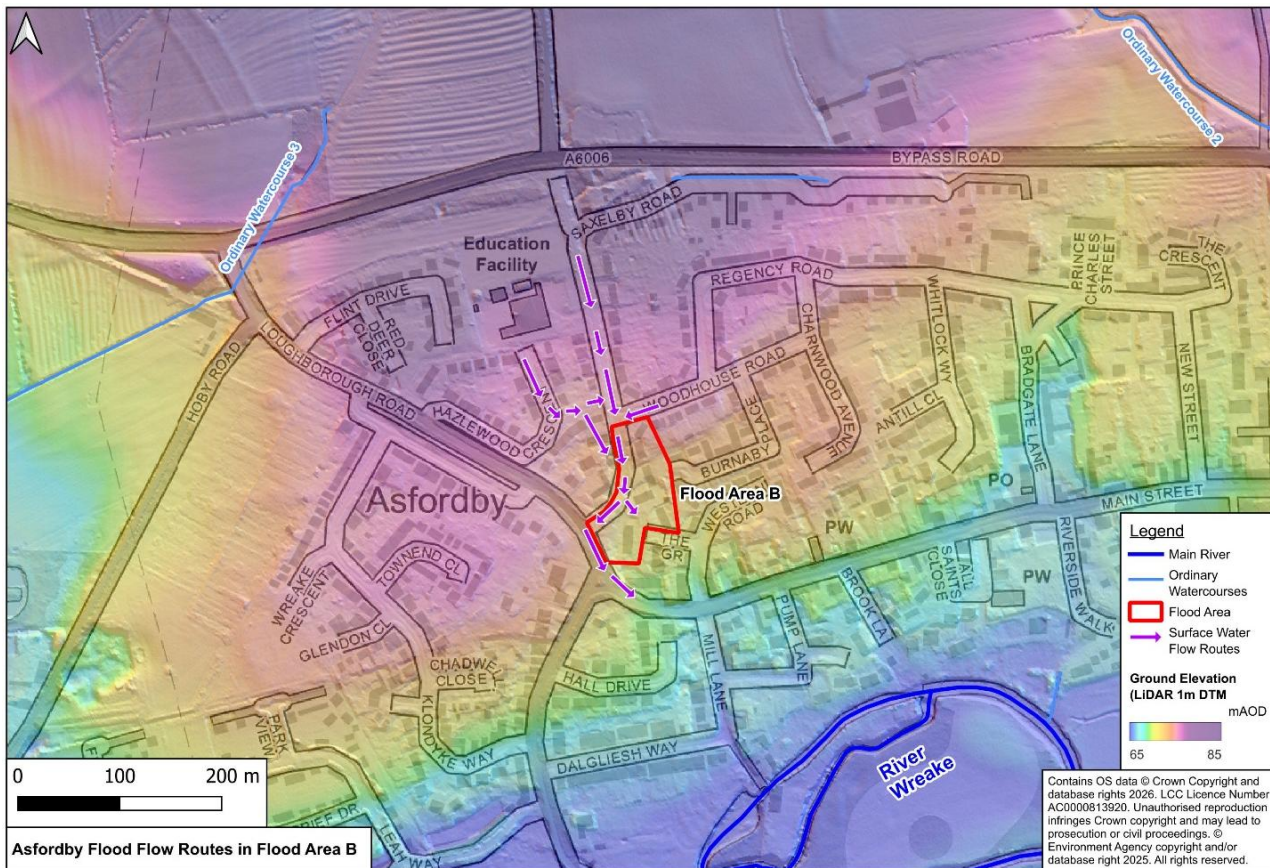 Ordinary Watercourse 2
Ordinary Watercourse 3
A6006
BYPASS ROAD
SAXELBY ROAD
Education
Facility
REGENCY ROAD
PRINCE
CHARLES
STREET
THE
CRESCENT
FLINT DRIVE
RED
DEER
CLOSE
LOUGHBOROUGH ROAD
HOBY ROAD
HAZLEWOOD
CRESCENT
WOODHOUSE ROAD
CHARNWOOD AVENUE
WHITLOCK WY
BRADGATE LANE
NEW STREET
ANTILL CL
BURNABY
PLACE
Asfordby
Flood Area B
WESTERN
ROAD
PO
MAIN STREET
PW
THE
GR
WREAKE
CRESCENT
TOWNEND CL
GLENDON CL
ALL
SAINTS
CLOSE
PW
RIVERSIDE WALK
BROOK LA
PUMP LANE
MILL LANE
CHADWE
CLOSE
HALL DRIVE
KLONDYKE WAY
PARK
VIEW
F
DALGLIESH WAY
River
Wreake
RIEF DR
LEAH WAY
Legend
Main River
Ordinary
Watercourses
Flood Area
Surface Water
Flow Routes
Ground Elevation
(LiDAR 1m DTM
mAOD
65 85
0 100 200 m
Asfordby Flood Flow Routes in Flood Area B
Contains OS data © Crown Copyright and
database rights 2026. LCC Licence Number
AC0000813920. Unauthorised reproduction
infringes Crown copyright and may lead to
prosecution or civil proceedings. ©
Environment Agency copyright and/or
database right 2025. All rights reserved.